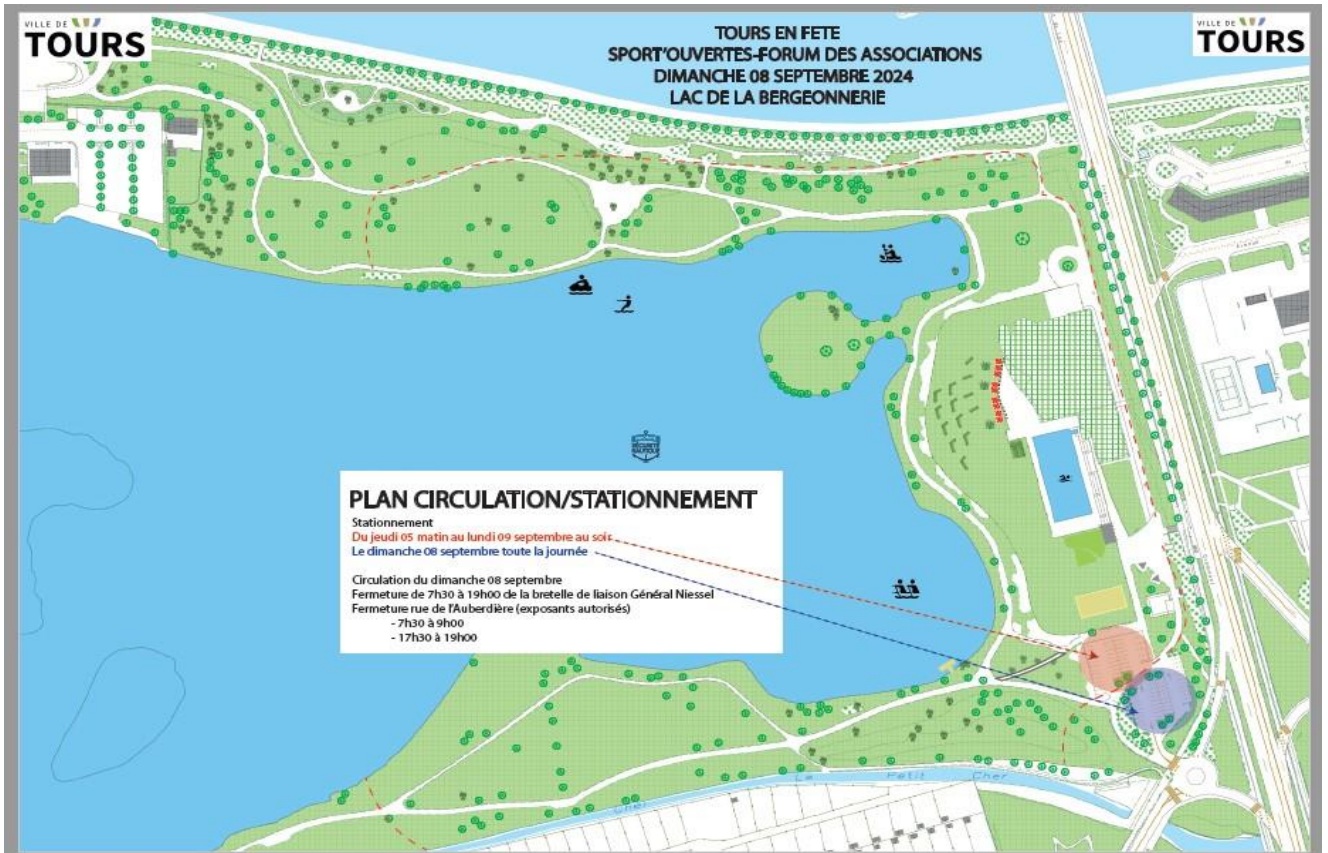 VILLE DE
TOURS
TOURS EN FETE
SPORT'OUVERTES-FORUM DES ASSOCIATIONS
DIMANCHE 08 SEPTEMBRE 2024
LAC DE LA BERGEONNERIE
VILLE DE
TOURS
SÉCURITÉ
NAUTIQUE
PLAN CIRCULATION/STATIONNEMENT
Stationnement
Du jeudi 05 matin au lundi 09 septembre au soir
Le dimanche 08 septembre toute la journée
Circulation du dimanche 08 septembre
Fermeture de 7h30 à 19h00 de la bretelle de liaison Général Niessel
Fermeture rue de l'Auberdière (exposants autorisés)
- 7h30 à 9h00
- 17h30 à 19h00
Le Petit Cher
Cher